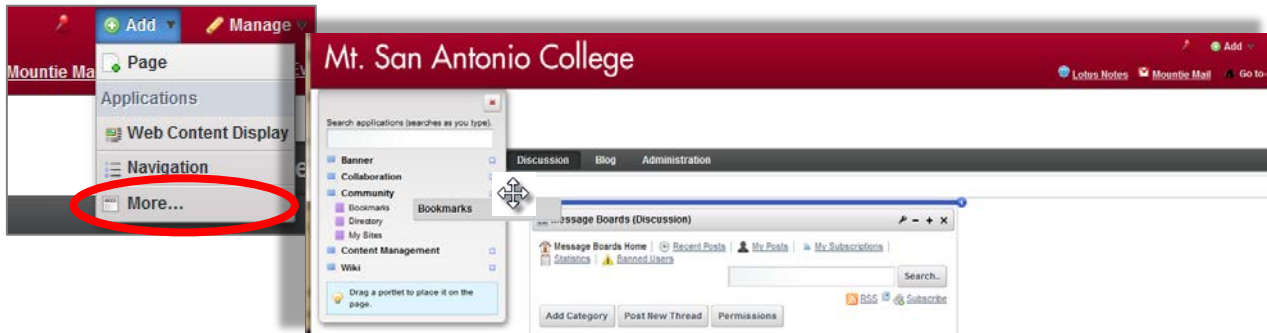 Add
Manage
Mountie Ma
Page
Applications
Web Content Display
Navigation
More...
Mt. San Antonio College
Add
Lotus Notes Mountie Mail Go to-
Search applications (searches as you type).
Banner
Collaboration
Community
Bookmarks
Directory
My Sites
Content Management
Wiki
Drag a portlet to place it on the
page.
Bookmarks
Discussion Blog Administration
Message Boards (Discussion)
Message Boards Home | Recent Posts | My Posts | My Subscriptions |
Statistics | Banned Users
Search..
RSS Subscribe
Add Category Post New Thread Permissions